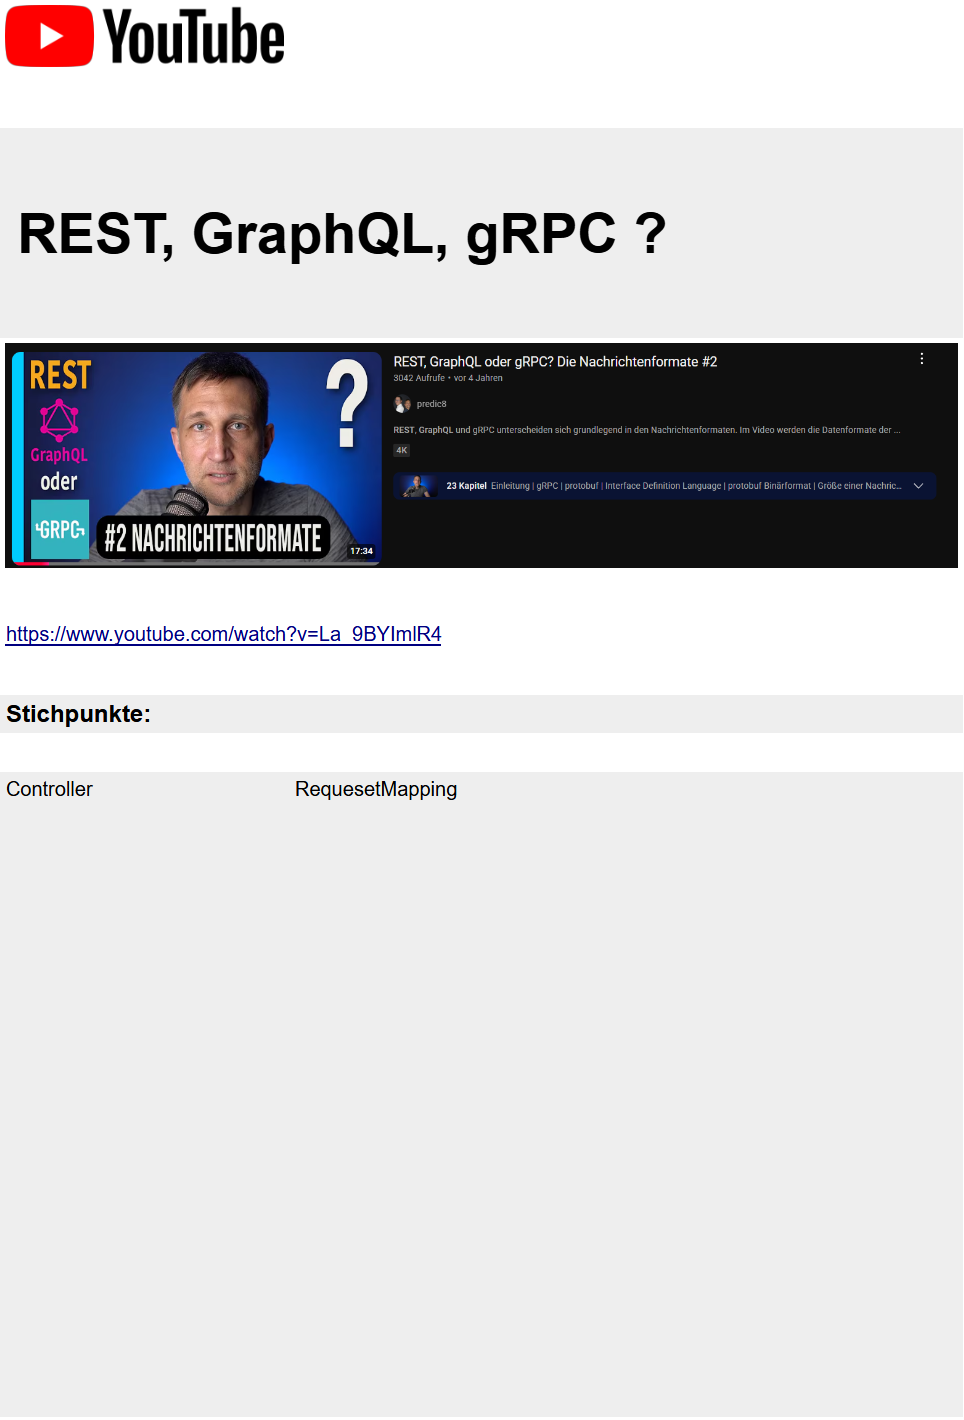 YouTube
REST, GraphQL, gRPC ?
REST
GraphQL
oder
GRPC
?
#2 NACHRICHTENFORMATE
17:34
REST, GraphQL oder gRPC? Die Nachrichtenformate #2
3042 Aufrufe • vor 4 Jahren
predic8
REST, GraphQL und gRPC unterscheiden sich grundlegend in den Nachrichtenformaten. Im Video werden die Datenformate der ...
4K
23 Kapitel Einleitung | gRPC | protobuf | Interface Definition Language | protobuf Binärformat | Größe einer Nachric...
https://www.youtube.com/watch?v=La_9BYImlR4
Stichpunkte:
Controller RequesetMapping